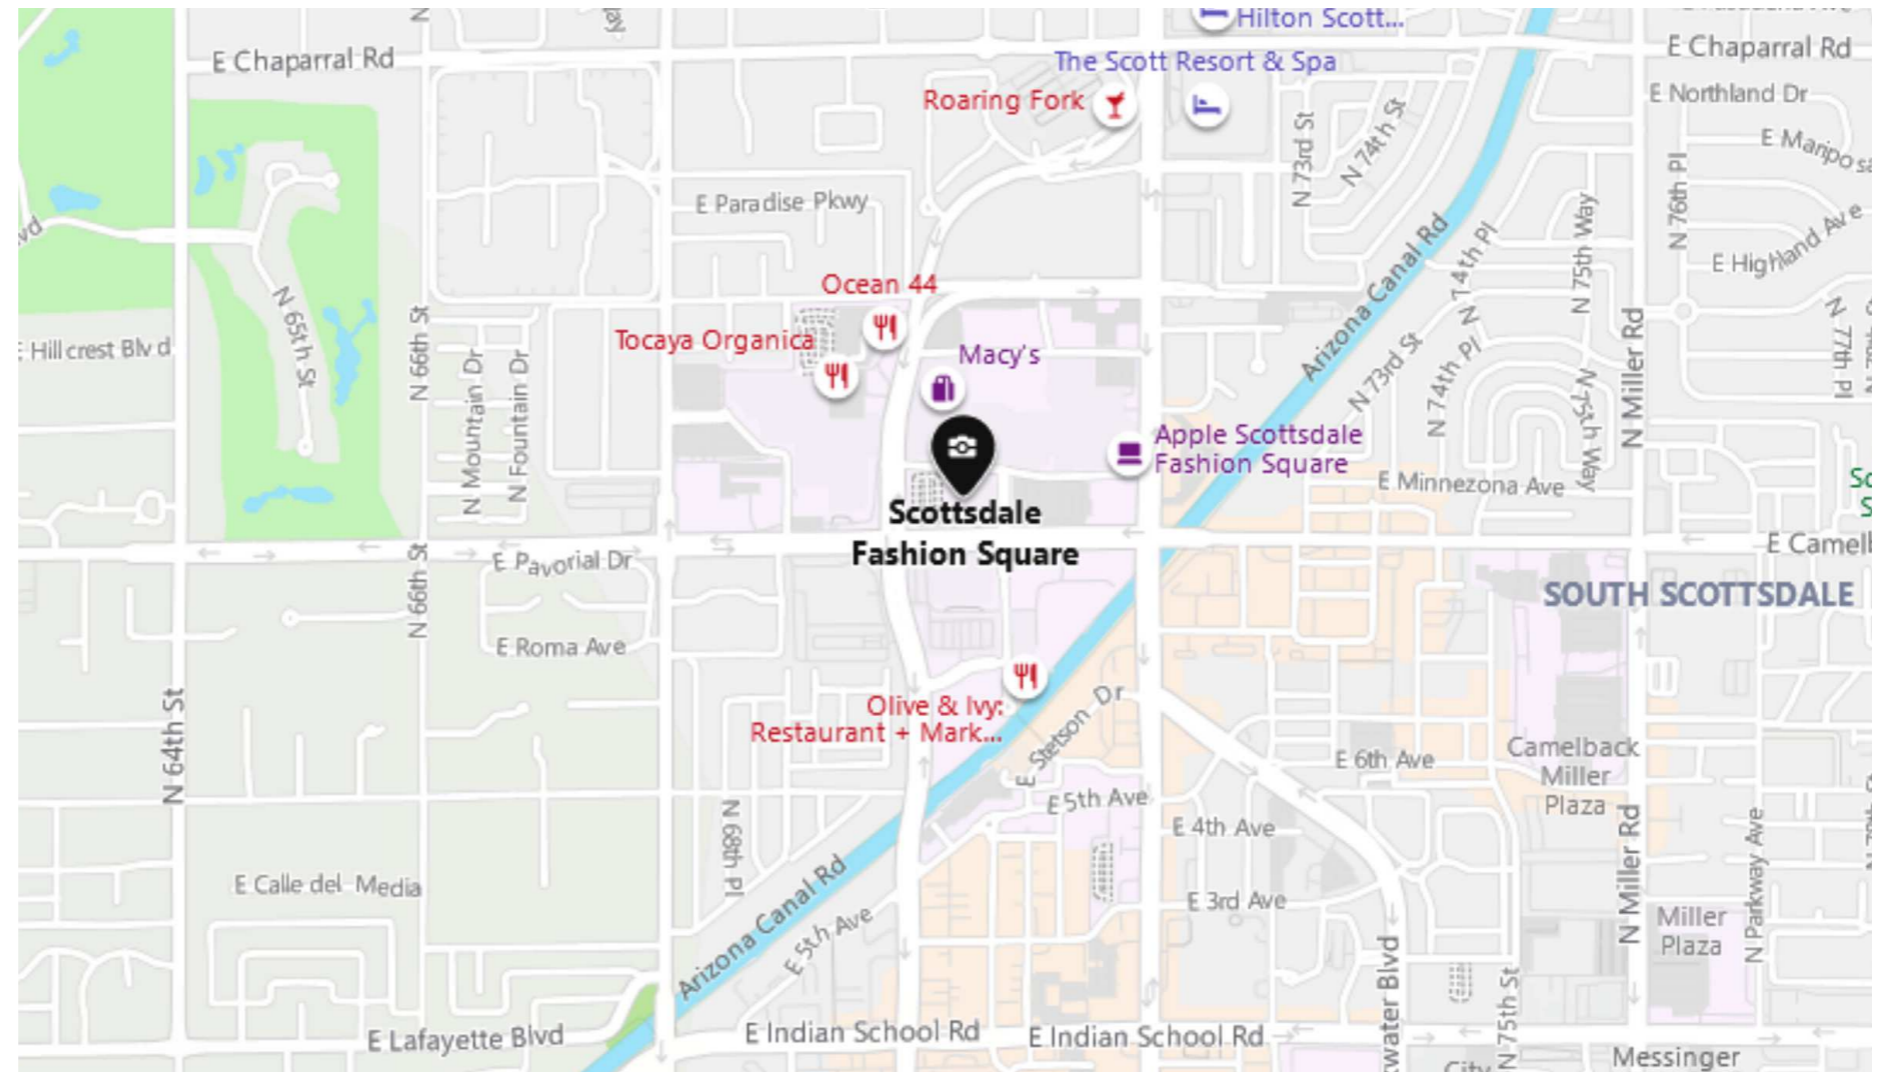 Hilton Scott...
E Chaparral Rd
E Chaparral Rd
The Scott Resort & Spa
Roaring Fork
E Northland Dr
N 73rd St
N 74th St
E Mariposa
N 76th Pl
E Paradise Pkwy
N 75th Way
E Highland Ave
vd
Arizona Canal Rd
N 74th Pl
Ocean 44
N 65th St
N 66th St
Tocaya Organica
E Hillcrest Blvd
Macy's
N Mountain Dr
N Fountain Dr
N 73rd St
N 74th Pl
N Miller Rd
N 77th Pl
N 75th Way
Apple Scottsdale
Fashion Square
E Minnezona Ave
Scottsdale
Fashion Square
E Camelb
E Pavorial Dr
N 66th St
SOUTH SCOTTSDALE
E Roma Ave
N 64th St
Olive & Ivy:
Restaurant + Mark...
E Stetson Dr
E 6th Ave
Camelback
Miller
Plaza
E 5th Ave
E 4th Ave
N 68th Pl
N Miller Rd
N Parkway Ave
E Calle del Media
E 3rd Ave
Arizona Canal Rd
E 5th Ave
Miller
Plaza
kwater Blvd
N 75th St
E Lafayette Blvd
E Indian School Rd
E Indian School Rd
Messinger
City